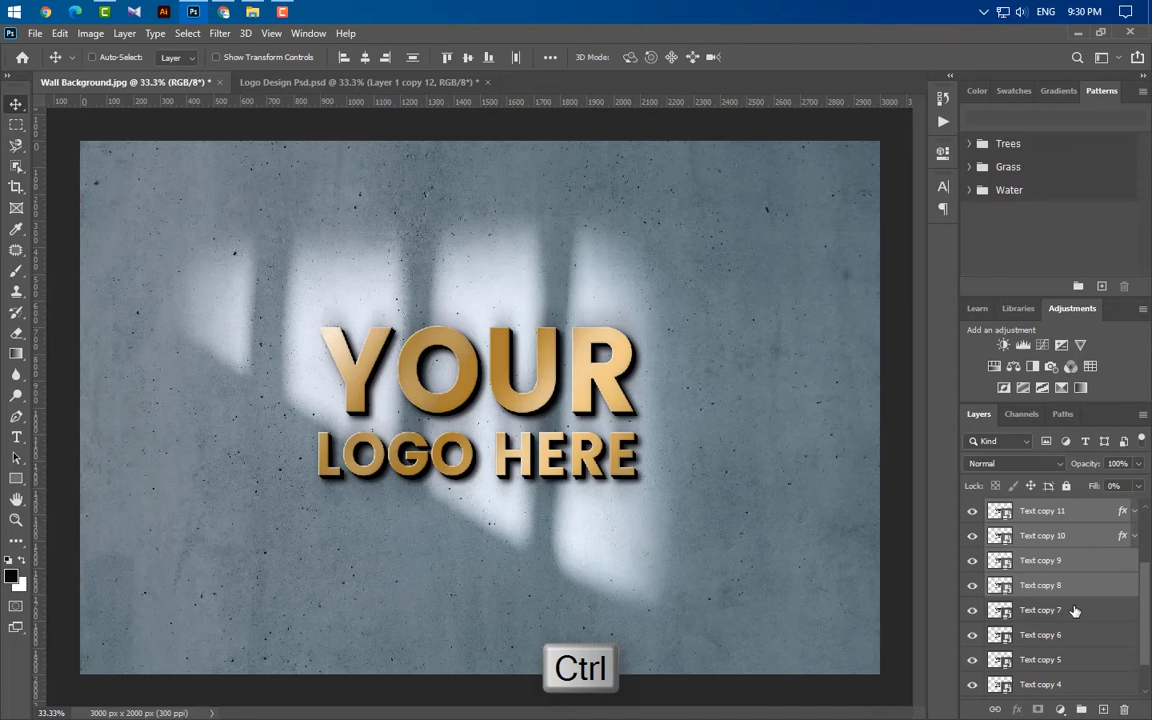 ENG
9:30 PM
File
Edit
Image
Layer
Type
Select
Filter
3D
View
Window
Help
Auto-Select:
Layer
Show Transform Controls
3D Mode:
Wall Background.jpg @ 33.3% (RGB/8*) *
Logo Design Psd.psd @ 33.3% (Layer 1 copy 12, RGB/8*) *
Color
Swatches
Gradients
Patterns
Trees
Grass
Water
YOUR
LOGO HERE
Learn
Libraries
Adjustments
Add an adjustment
Layers
Channels
Paths
Kind
Normal
Opacity: 100%
Lock:
Fill: 0%
Text copy 11
fx
Text copy 10
fx
Text copy 9
Text copy 8
Text copy 7
Text copy 6
Text copy 5
Text copy 4
Ctrl
33.33%
3000 px x 2000 px (300 ppi)